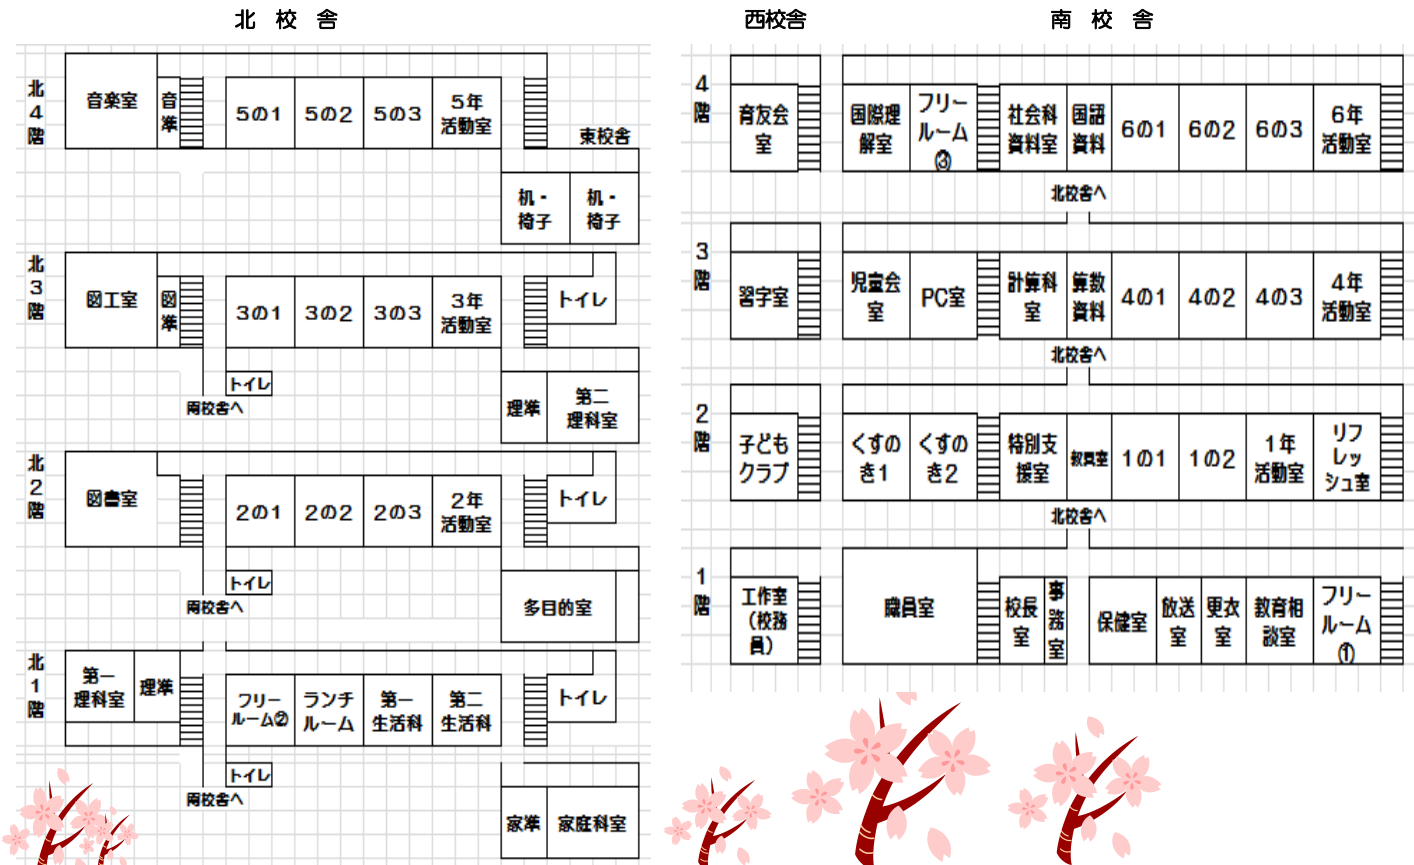 北校舎
北4階
音楽室
音準
5の1
5の2
5の3
5年
活動室
東校舎
机・
椅子
机・
椅子
北3階
図工室
図準
3の1
3の2
3の3
3年
活動室
トイレ
トイレ
南校舎へ
理準
第二
理科室
北2階
図書室
2の1
2の2
2の3
2年
活動室
トイレ
トイレ
南校舎へ
多目的室
北1階
第一
理科室
理準
フリー
ルーム②
ランチ
ルーム
第一
生活科
第二
生活科
トイレ
トイレ
南校舎へ
家準
家庭科室
西校舎
南校舎
4階
育友会
室
国際理
解室
フリー
ルーム
③
社会科
資料室
国語
資料
6の1
6の2
6の3
6年
活動室
北校舎へ
3階
習字室
児童会
室
PC室
計算科
室
算数
資料
4の1
4の2
4の3
4年
活動室
北校舎へ
2階
子ども
クラブ
くすの
き1
くすの
き2
特別支
援室
教具室
1の1
1の2
1年
活動室
リフ
レッ
シュ室
北校舎へ
1階
工作室
(校務
員)
職員室
校長
室
事務室
保健室
放送
室
更衣
室
教育相
談室
フリー
ルーム
①